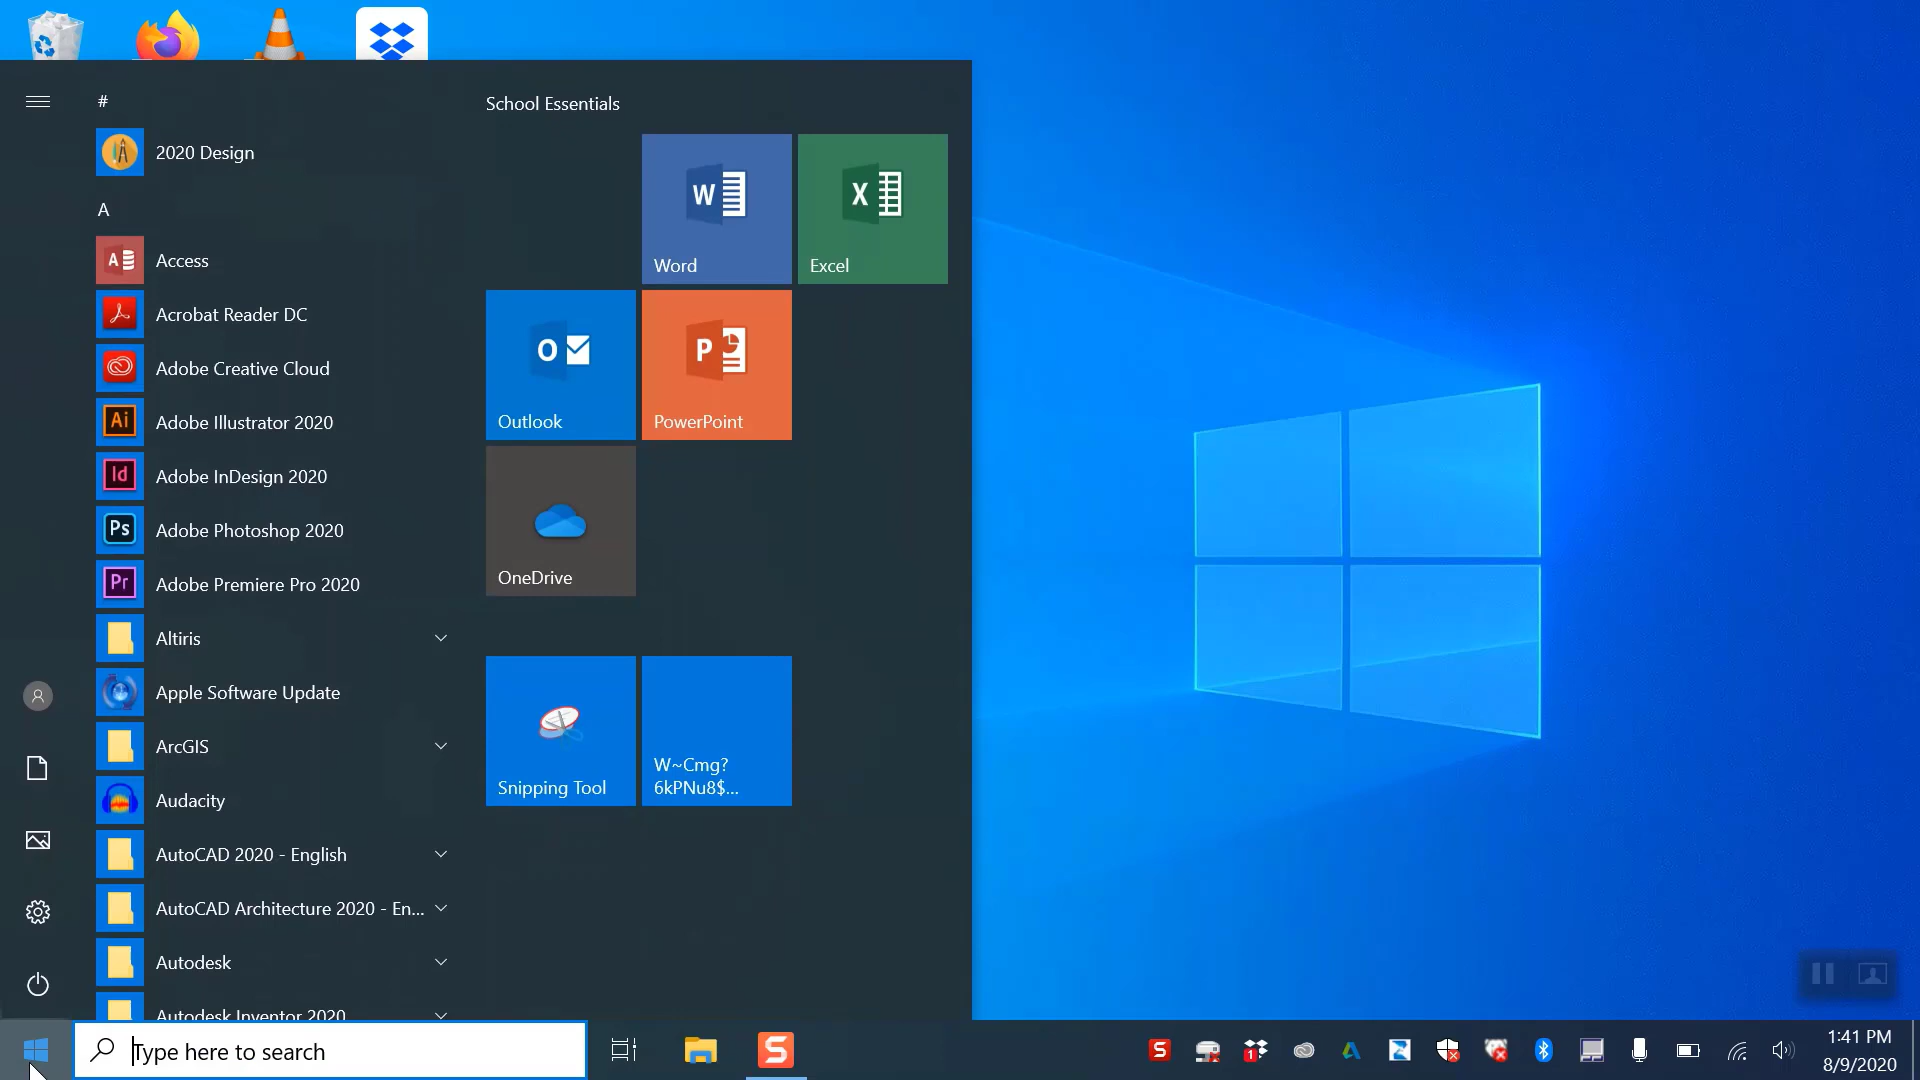 #
2020 Design
A
Access
Acrobat Reader DC
Adobe Creative Cloud
Adobe Illustrator 2020
Adobe InDesign 2020
Adobe Photoshop 2020
Adobe Premiere Pro 2020
Altiris
Apple Software Update
ArcGIS
Audacity
AutoCAD 2020 - English
AutoCAD Architecture 2020 - En...
Autodesk
Autodesk Inventor 2020
School Essentials
Word
Excel
Outlook
PowerPoint
OneDrive
Snipping Tool
W~Cmg?
6kPNu8$...
Type here to search
1:41 PM
8/9/2020